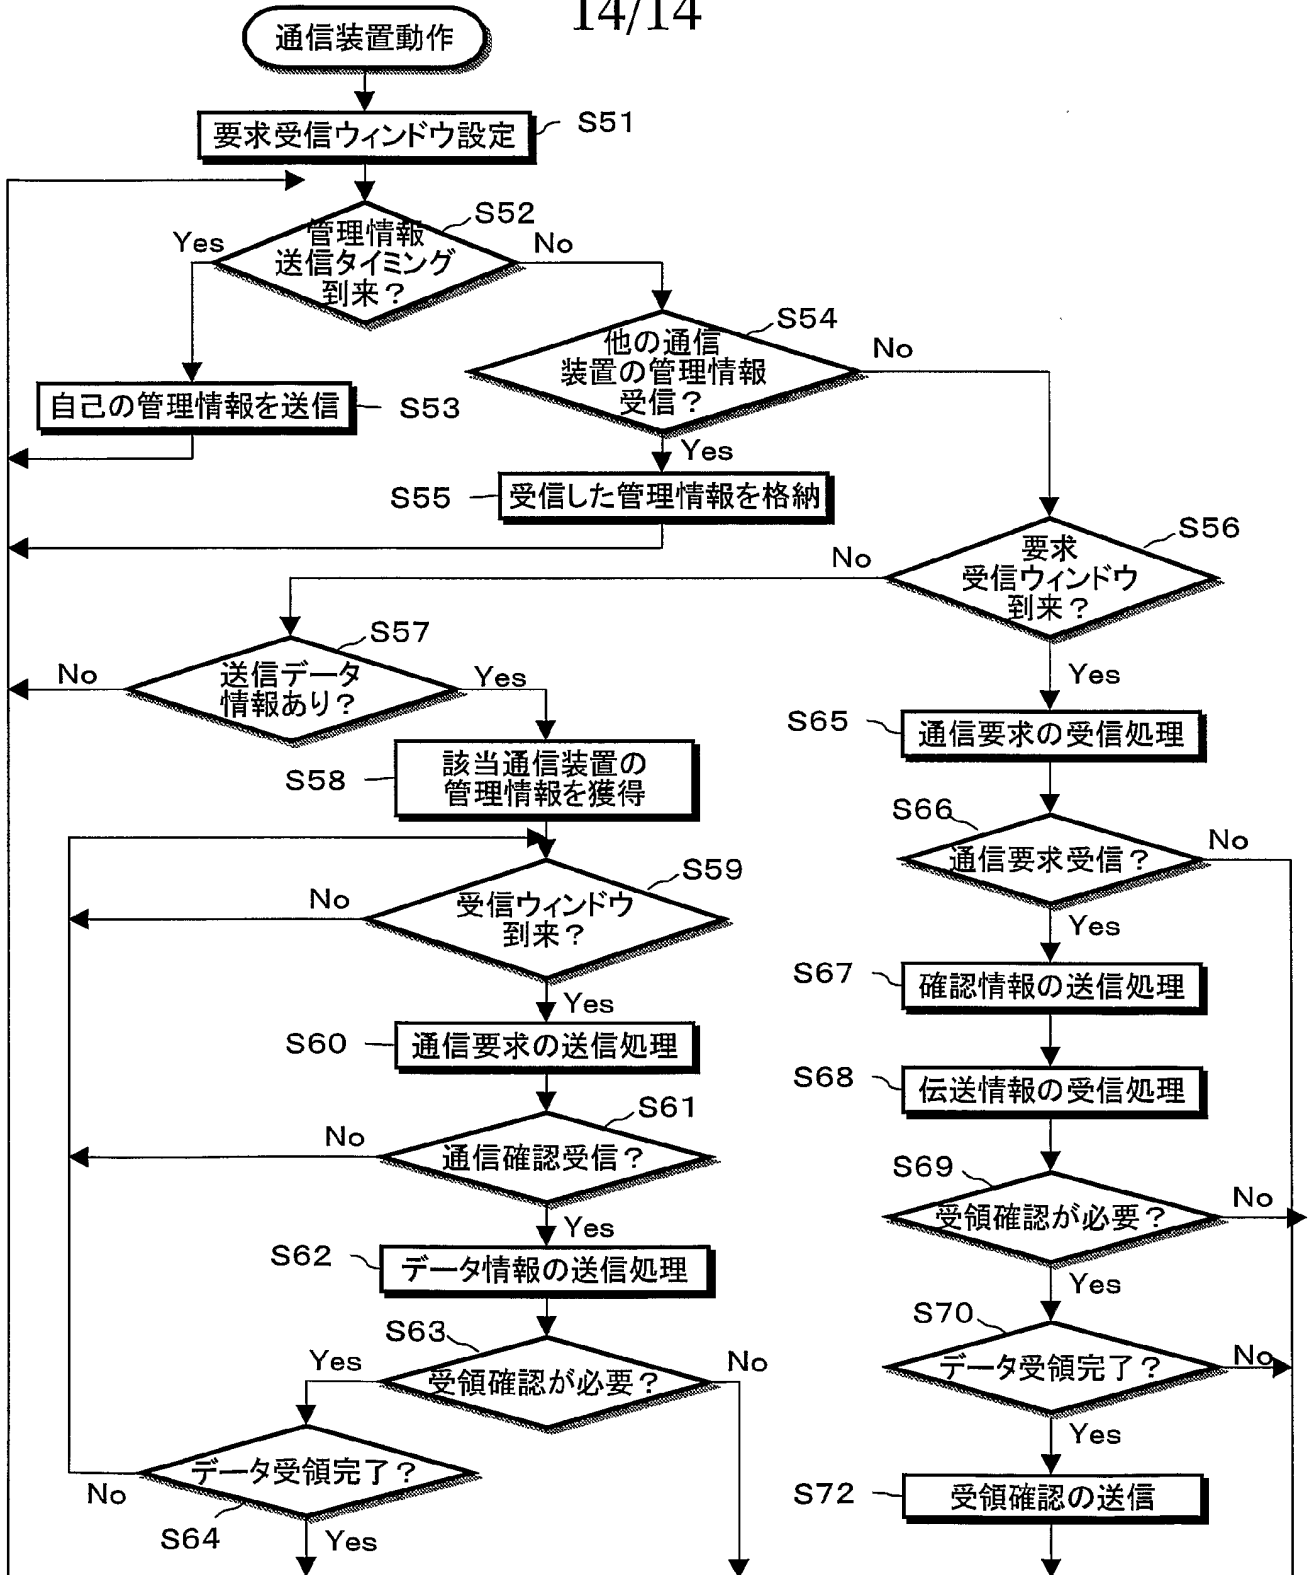 14/14
通信装置動作
要求受信ウィンドウ設定
S51
管理情報
送信タイミング
到来？
S52
Yes
No
自己の管理情報を送信
S53
他の通信
装置の管理情報
受信？
S54
No
Yes
S55
受信した管理情報を格納
要求
受信ウィンドウ
到来？
S56
No
Yes
送信データ
情報あり？
S57
No
Yes
S58
該当通信装置の
管理情報を獲得
受信ウィンドウ
到来？
S59
No
Yes
S60
通信要求の送信処理
S61
通信確認受信？
No
Yes
S62
データ情報の送信処理
S63
受領確認が必要？
Yes
No
データ受領完了？
No
S64
Yes
S65
通信要求の受信処理
S66
通信要求受信？
No
Yes
S67
確認情報の送信処理
S68
伝送情報の受信処理
S69
受領確認が必要？
No
Yes
S70
データ受領完了？
No
Yes
S72
受領確認の送信